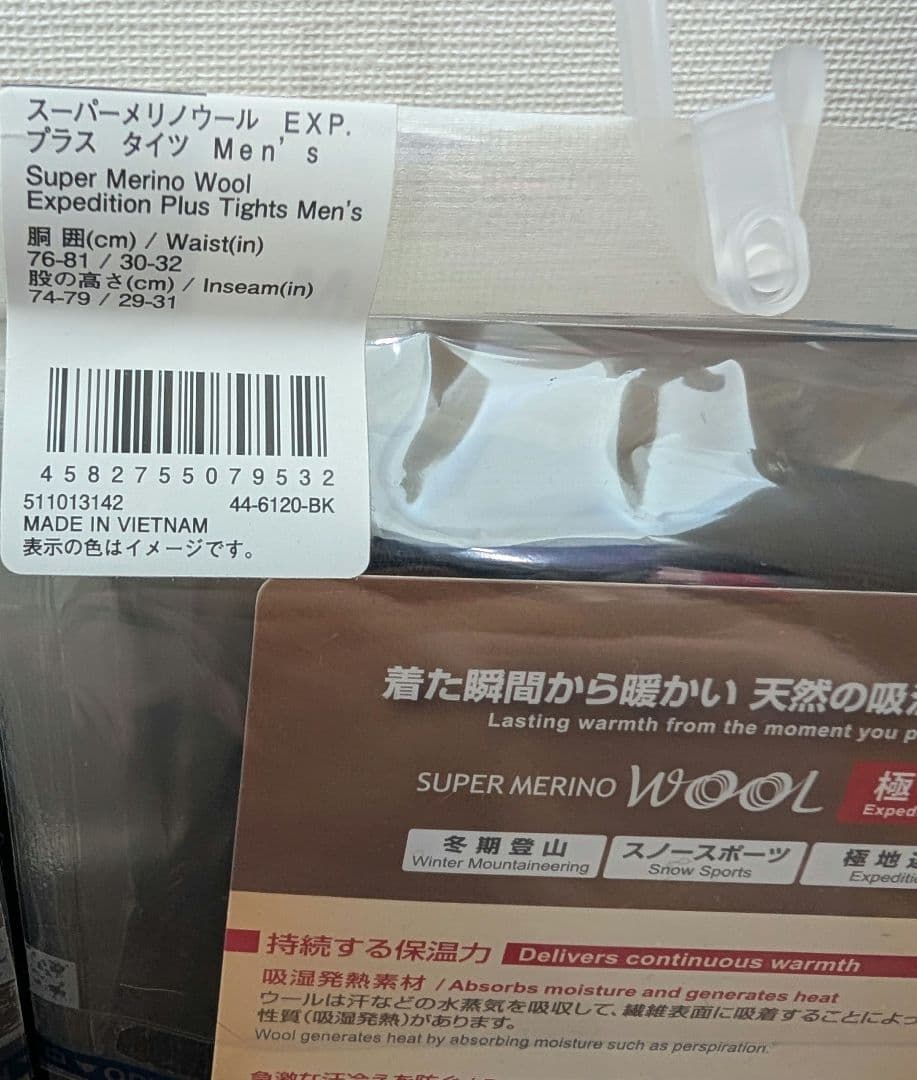 スーパーメリノウール EXP.
プラス タイツ Men's
Super Merino Wool
Expedition Plus Tights Men's
胴 囲(cm) / Waist(in)
76-81 / 30-32
股の高さ(cm) / Inseam(in)
74-79 / 29-31
4582755079532
511013142 44-6120-BK
MADE IN VIETNAM
表示の色はイメージです。
着た瞬間から暖かい 天然の吸湿
Lasting warmth from the moment you p
SUPER MERINO WOOL 極
Exped
冬期登山 スノースポーツ 極地
Winter Mountaineering Snow Sports Expeditio
持続する保温力 Delivers continuous warmth
吸湿発熱素材 / Absorbs moisture and generates heat
ウールは汗などの水蒸気を吸収して、繊維表面に吸着することによっ
性質(吸湿発熱)があります。
Wool generates heat by absorbing moisture such as perspiration.